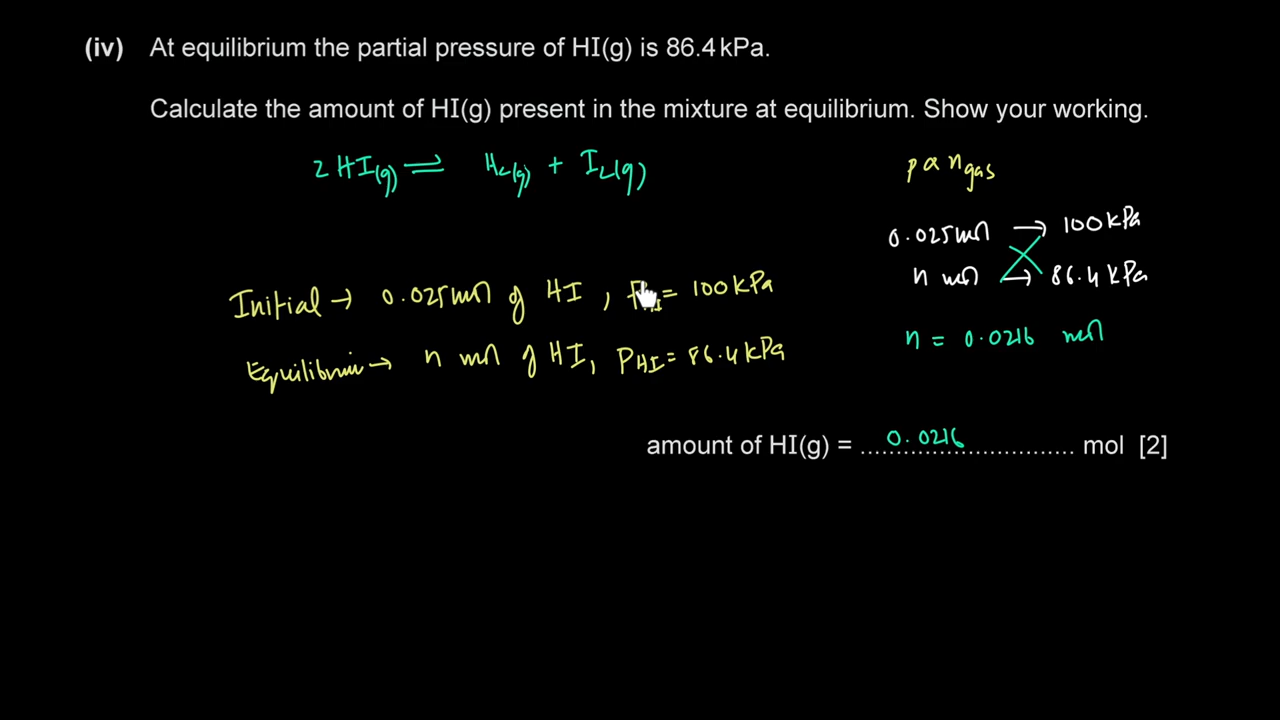 (iv) At equilibrium the partial pressure of HI(g) is 86.4 kPa.
Calculate the amount of HI(g) present in the mixture at equilibrium. Show your working.
2 HI(g) ⇌ H2(g) + I2(g)
p ∝ n gas
0.025 mol → 100 kPa
n mol → 86.4 kPa
n = 0.0216 mol
Initial → 0.025 mol of HI, = 100 kPa
Equilibrium → n mol of HI, PHI = 86.4 kPa
amount of HI(g) = 0.0216 mol [2]